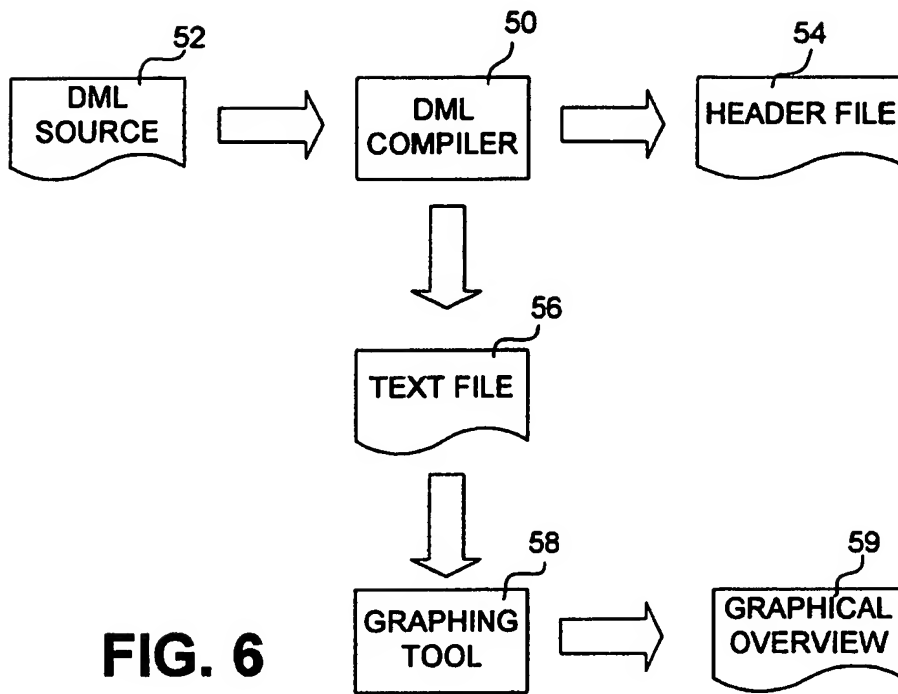 52
50
54
DML
SOURCE
DML
COMPILER
HEADER FILE
56
TEXT FILE
58
59
GRAPHING
TOOL
GRAPHICAL
OVERVIEW
FIG. 6